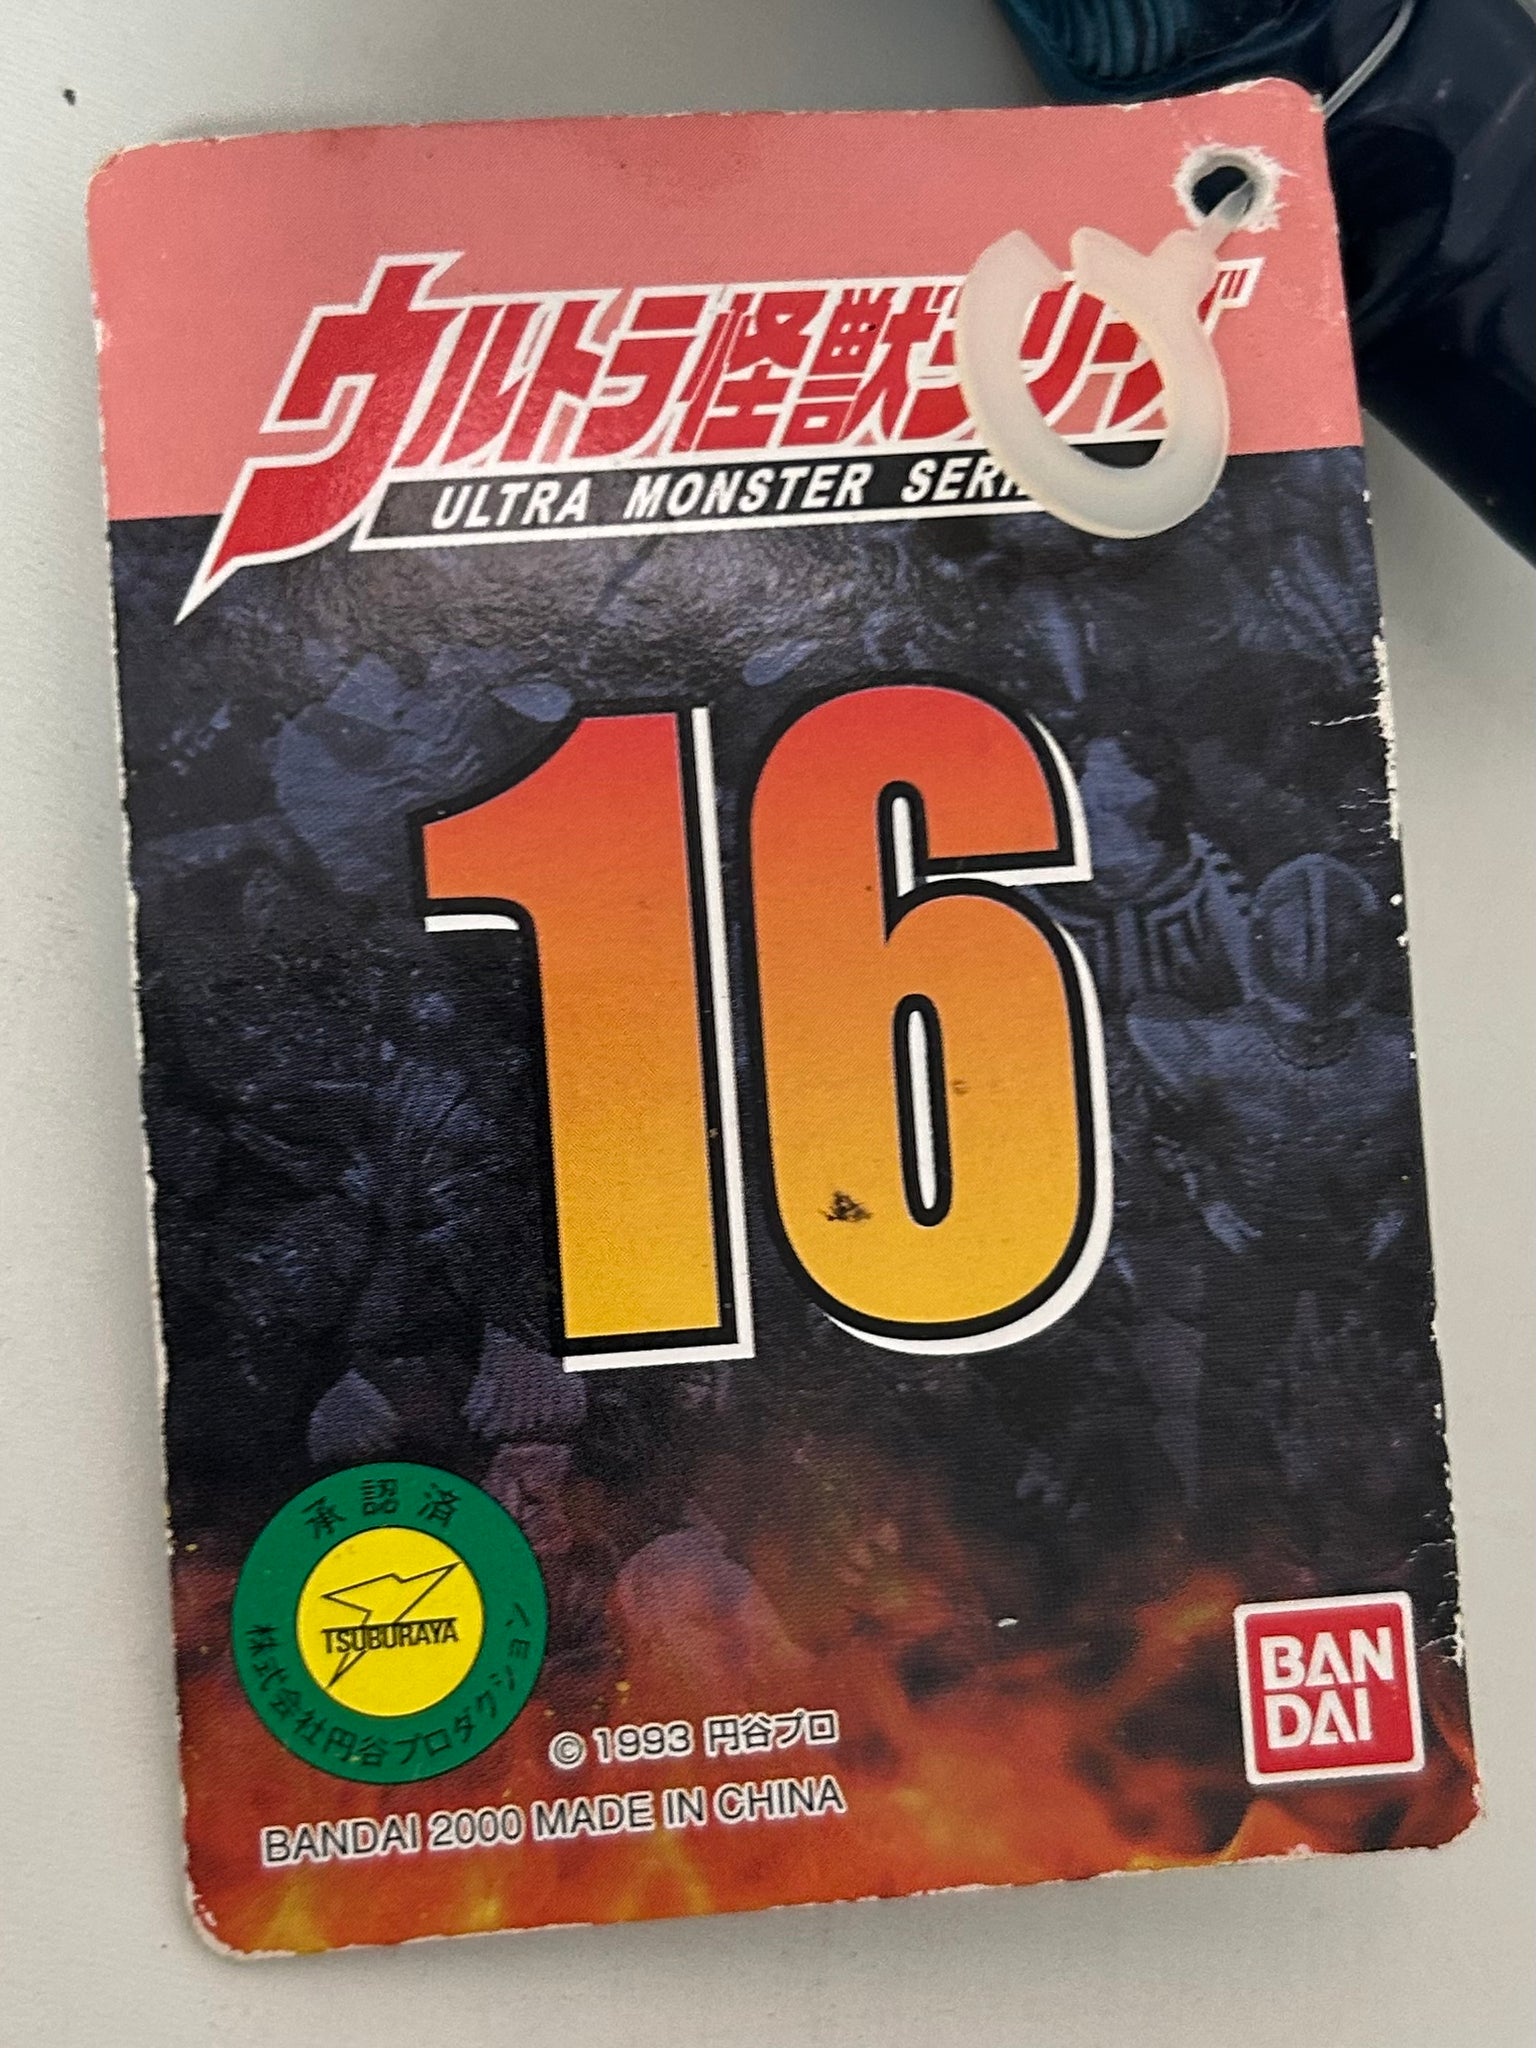 ウルトラ怪獣シリーズ
ULTRA MONSTER
16
承認済
TSUBURAYA
株式会社円谷プロダクション
© 1993 円谷プロ
BANDAI 2000 MADE IN CHINA
BAN
DAI